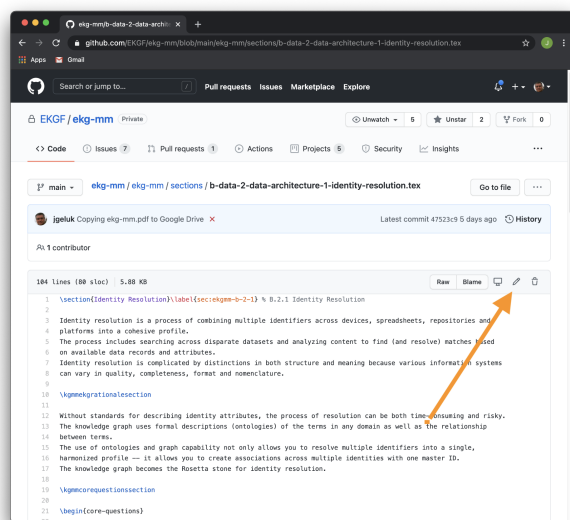 ekg-mm/b-data-2-data-archite × +
github.com/EKGF/ekg-mm/blob/main/ekg-mm/sections/b-data-2-data-architecture-1-identity-resolution.tex
Apps Gmail
Search or jump to... / Pull requests Issues Marketplace Explore
EKGF / ekg-mm Private Unwatch 5 Unstar 2 Fork 0
<> Code Issues 7 Pull requests 1 Actions Projects 5 Security Insights ...
main ekg-mm / ekg-mm / sections / b-data-2-data-architecture-1-identity-resolution.tex Go to file ...
jgeluk Copying ekg-mm.pdf to Google Drive × Latest commit 47523c9 5 days ago History
1 contributor
104 lines (80 sloc) 5.88 KB Raw Blame
1 \section{Identity Resolution}\label{sec:ekgmm-b-2-1} % B.2.1 Identity Resolution
2
3 Identity resolution is a process of combining multiple identifiers across devices, spreadsheets, repositories and
4 platforms into a cohesive profile.
5 The process includes searching across disparate datasets and analyzing content to find (and resolve) matches based
6 on available data records and attributes.
7 Identity resolution is complicated by distinctions in both structure and meaning because various information systems
8 can vary in quality, completeness, format and nomenclature.
9
10 \kgmmekgrationalesection
11
12 Without standards for describing identity attributes, the process of resolution can be both time-consuming and risky.
13 The knowledge graph uses formal descriptions (ontologies) of the terms in any domain as well as the relationship
14 between terms.
15 The use of ontologies and graph capability not only allows you to resolve multiple identifiers into a single,
16 harmonized profile -- it allows you to create associations across multiple identities with one master ID.
17 The knowledge graph becomes the Rosetta stone for identity resolution.
18
19 \kgmmcorequestionssection
20
21 \begin{core-questions}